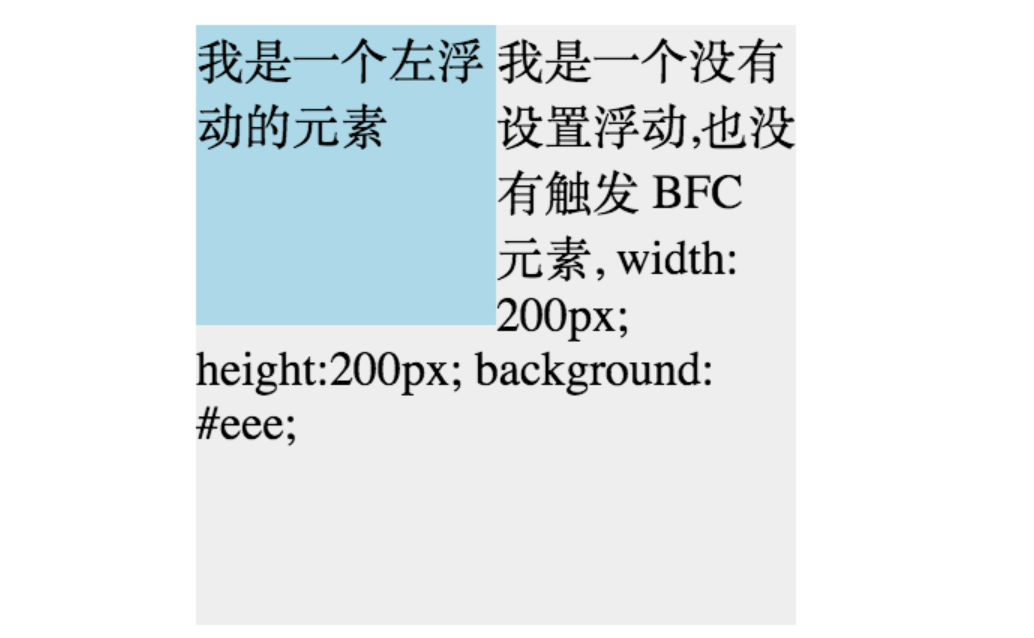 我是一个左浮
动的元素
我是一个没有
设置浮动,也没
有触发 BFC
元素, width:
200px;
height:200px; background:
#eee;